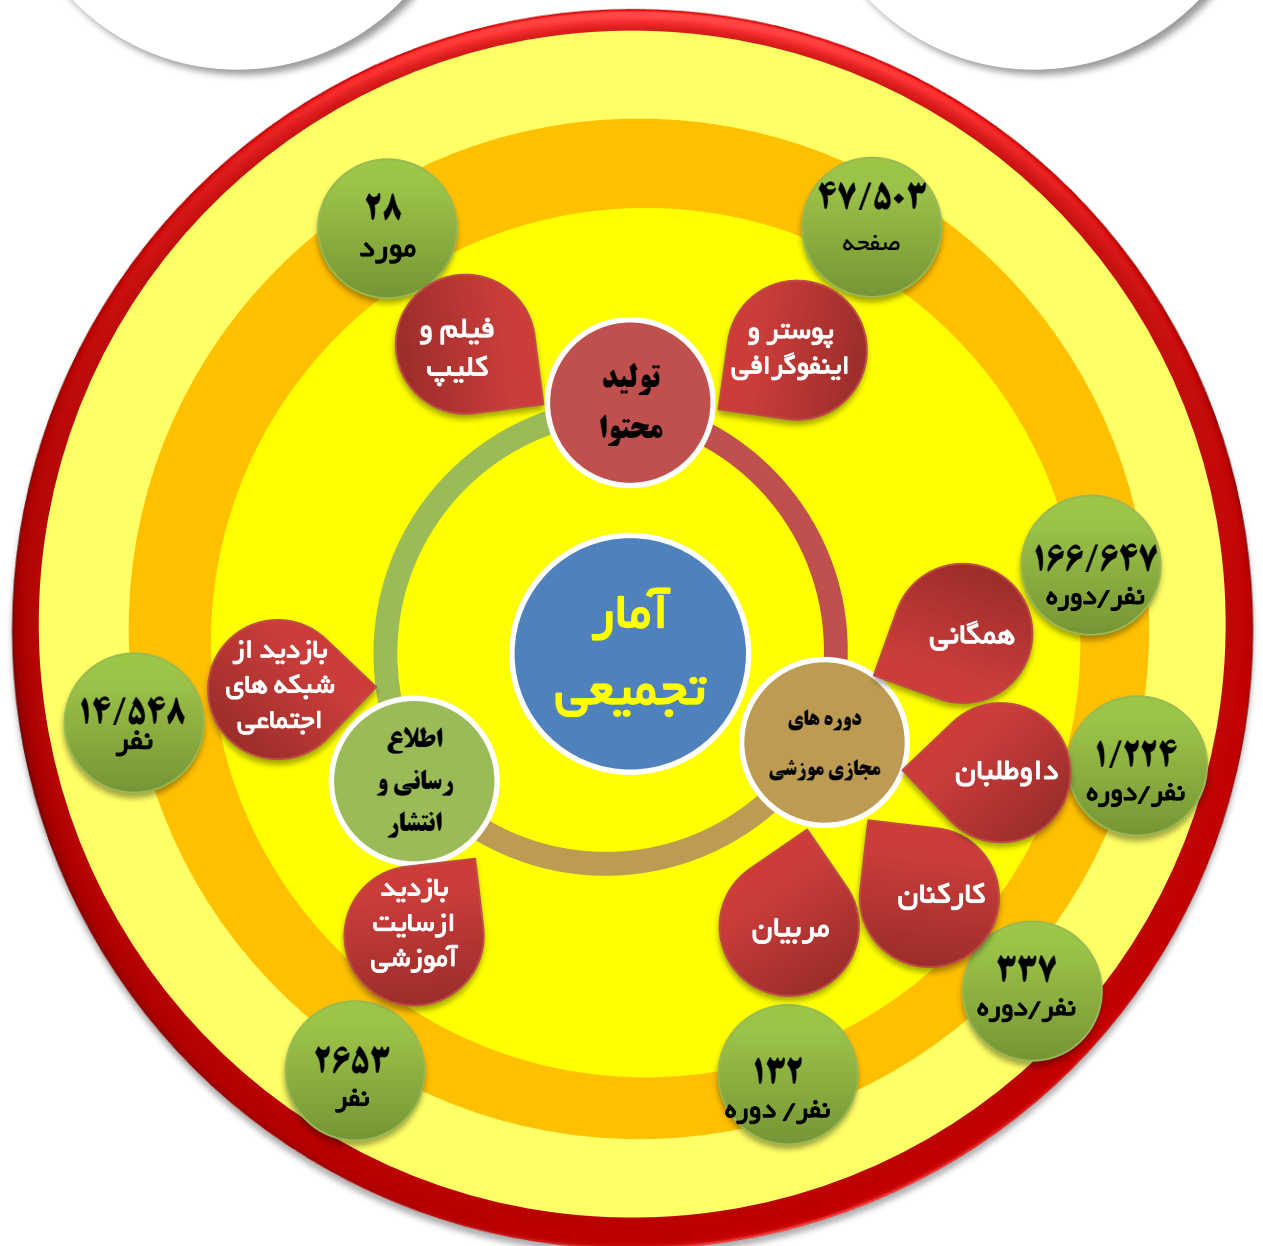 ۴۷/۵۰۳
صفحه
پوستر و
اینفوگرافی
۲۸
مورد
فیلم و
کلیپ
تولید
محتوا
آمار
تجمیعی
۱۶۶/۶۴۷
نفر/دوره
همگانی
۱/۲۲۴
نفر/دوره
داوطلبان
دوره های
مجازی موزشی
کارکنان
۳۳۷
نفر/دوره
مربیان
۱۳۲
نفر/ دوره
بازدید از
شبکه های
اجتماعی
۱۴/۵۴۸
نفر
اطلاع
رسانی و
انتشار
بازدید
ازسایت
آموزشی
۲۶۵۳
نفر